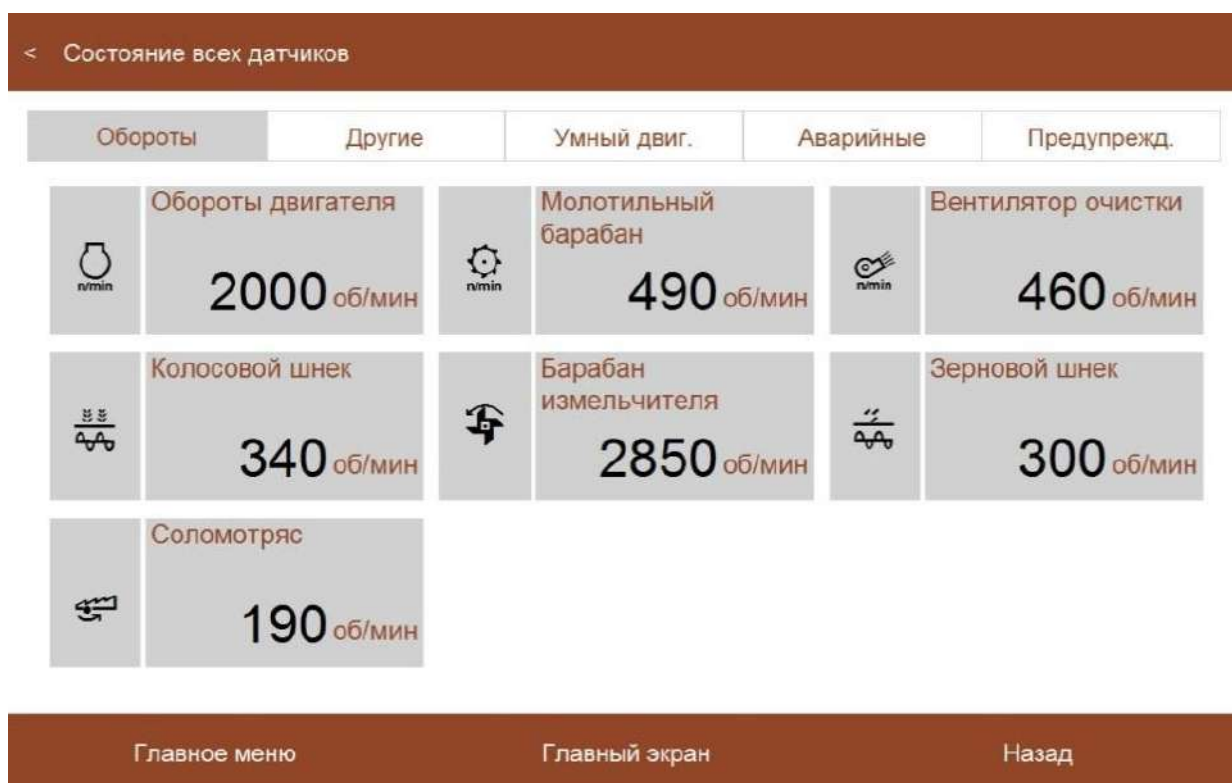 < Состояние всех датчиков
Обороты Другие Умный двиг. Аварийные Предупрежд.
Обороты двигателя
n/min
2000 об/мин
Молотильный
барабан
n/min
490 об/мин
Вентилятор очистки
n/min
460 об/мин
Колосовой шнек
340 об/мин
Барабан
измельчителя
2850 об/мин
Зерновой шнек
300 об/мин
Соломотряс
190 об/мин
Главное меню Главный экран Назад